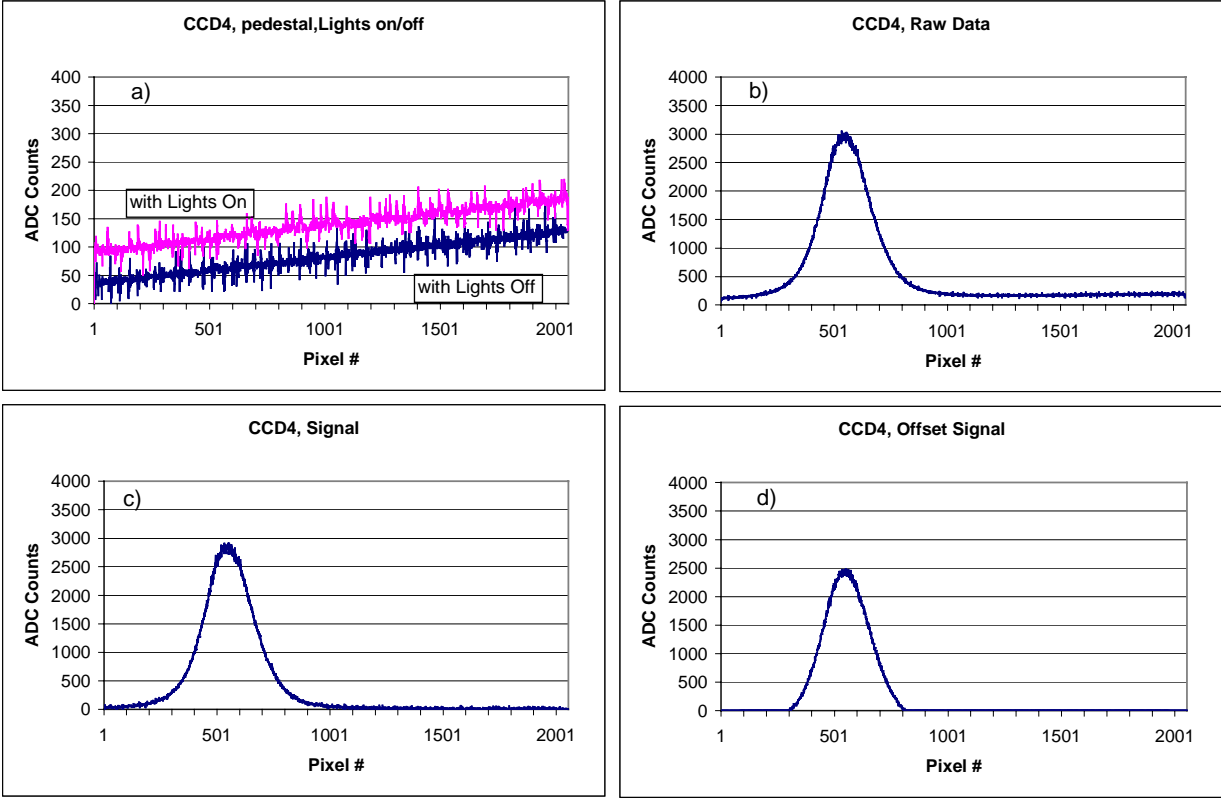 CCD4, pedestal,Lights on/off
a)
ADC Counts
400
350
300
250
200
150
100
50
0
with Lights On
with Lights Off
1 501 1001 1501 2001
Pixel #
CCD4, Raw Data
b)
ADC Counts
4000
3500
3000
2500
2000
1500
1000
500
0
1 501 1001 1501 2001
Pixel #
CCD4, Signal
c)
ADC Counts
4000
3500
3000
2500
2000
1500
1000
500
0
1 501 1001 1501 2001
Pixel #
CCD4, Offset Signal
d)
ADC Counts
4000
3500
3000
2500
2000
1500
1000
500
0
1 501 1001 1501 2001
Pixel #